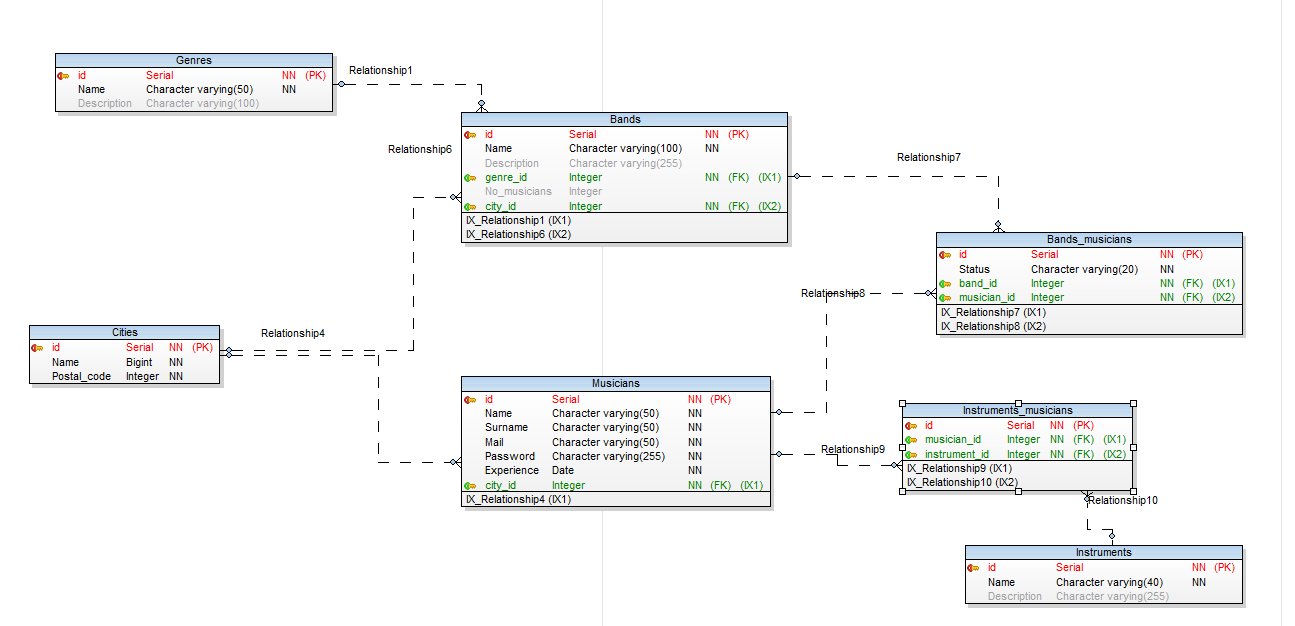 Genres
id Serial NN (PK)
Name Character varying(50) NN
Description Character varying(100)
Relationship1
Bands
id Serial NN (PK)
Name Character varying(100) NN
Description Character varying(255)
genre_id Integer NN (FK) (IX1)
No_musicians Integer
city_id Integer NN (FK) (IX2)
IX_Relationship1 (IX1)
IX_Relationship6 (IX2)
Relationship6
Relationship7
Bands_musicians
id Serial NN (PK)
Status Character varying(20) NN
band_id Integer NN (FK) (IX1)
musician_id Integer NN (FK) (IX2)
IX_Relationship7 (IX1)
IX_Relationship8 (IX2)
Relationship8
Cities
id Serial NN (PK)
Name Bigint NN
Postal_code Integer NN
Relationship4
Musicians
id Serial NN (PK)
Name Character varying(50) NN
Surname Character varying(50) NN
Mail Character varying(50) NN
Password Character varying(255) NN
Experience Date NN
city_id Integer NN (FK) (IX1)
IX_Relationship4 (IX1)
Relationship9
Instruments_musicians
id Serial NN (PK)
musician_id Integer NN (FK) (IX1)
instrument_id Integer NN (FK) (IX2)
IX_Relationship9 (IX1)
IX_Relationship10 (IX2)
Relationship10
Instruments
id Serial NN (PK)
Name Character varying(40) NN
Description Character varying(255)